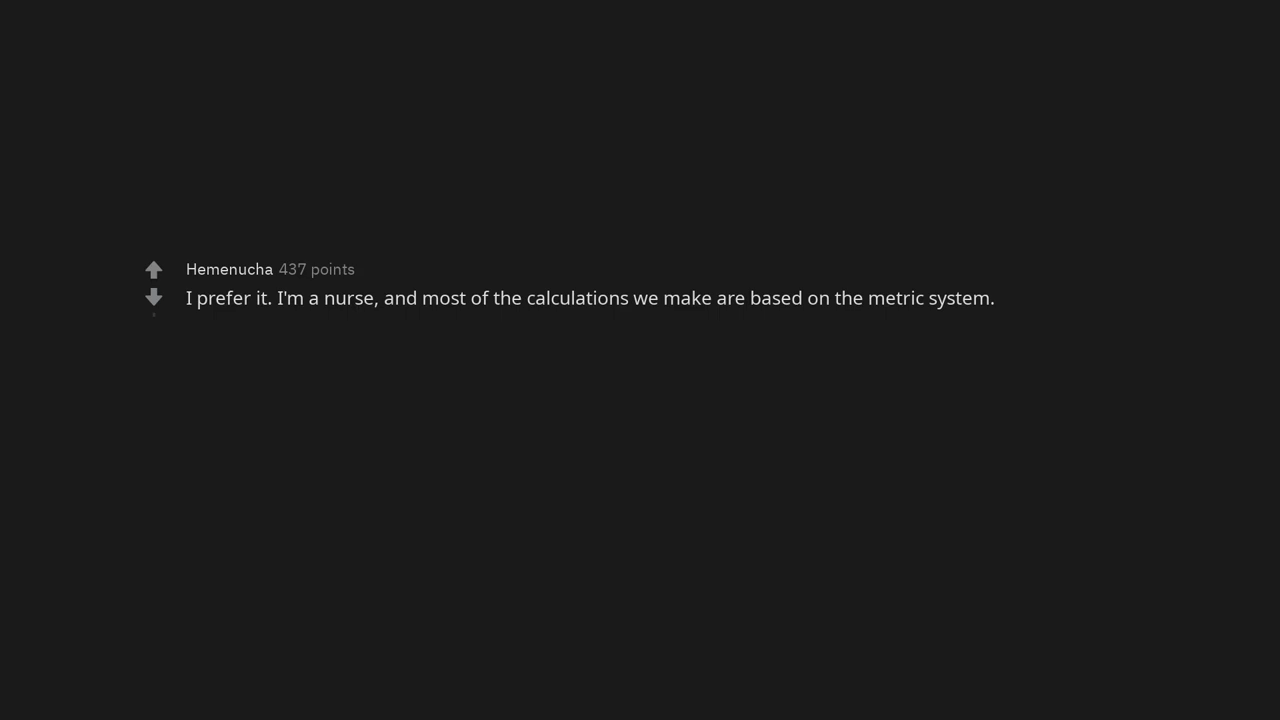 Hemenucha 437 points
I prefer it. I'm a nurse, and most of the calculations we make are based on the metric system.